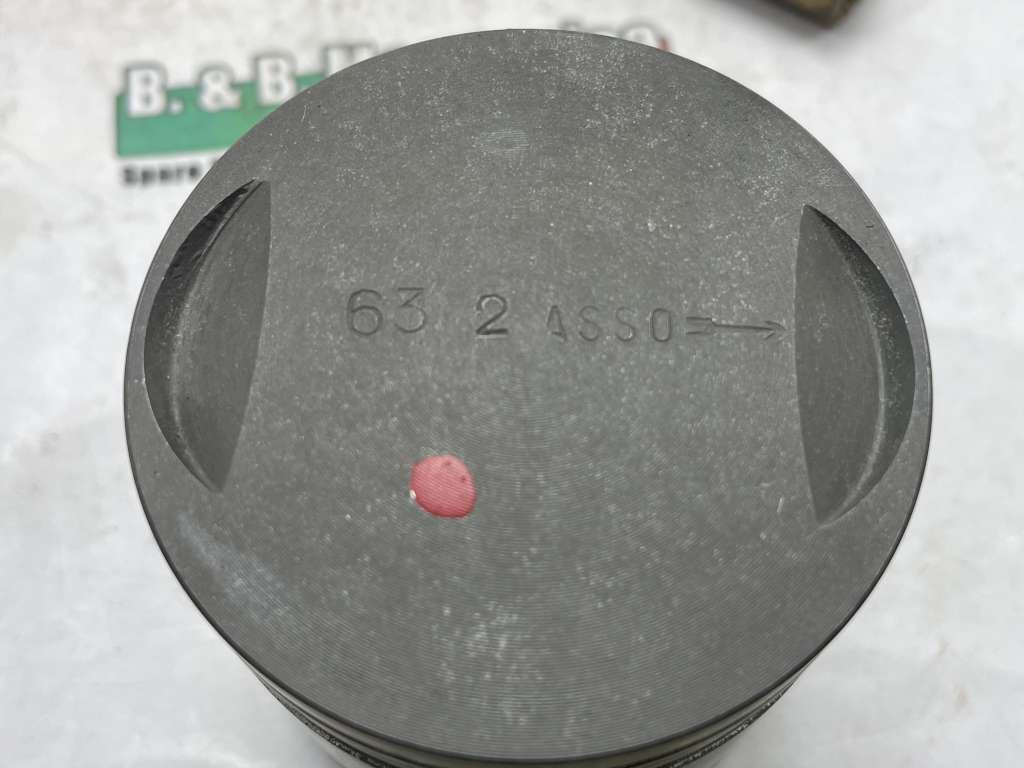 B. & B.
Spare
63 2 ASSO